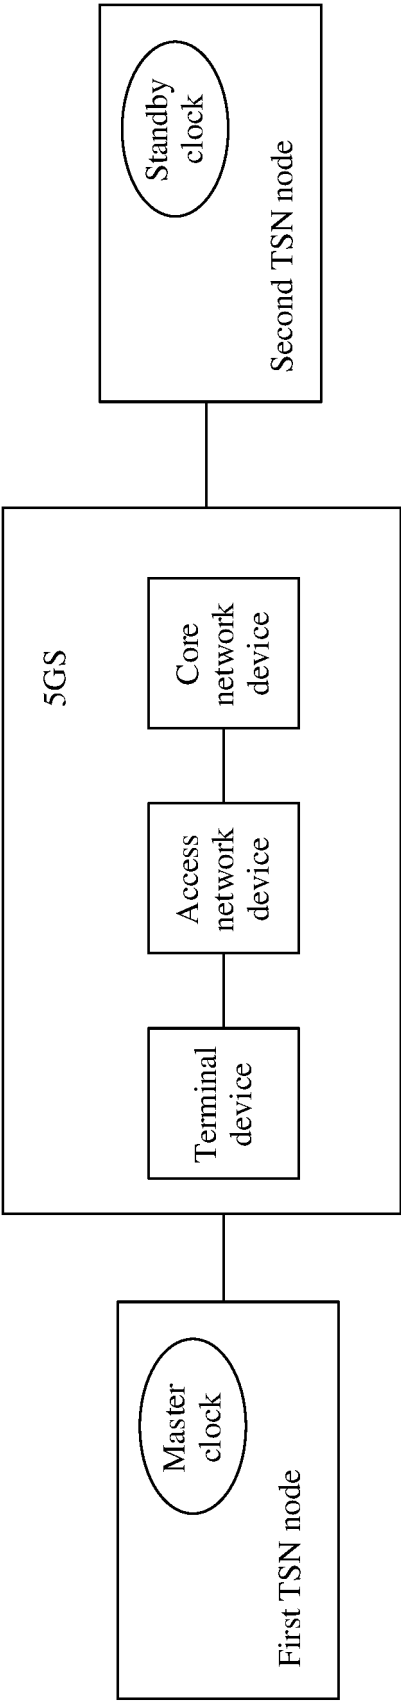 Master
clock
First TSN node
5GS
Terminal
device
Access
network
device
Core
network
device
Standby
clock
Second TSN node